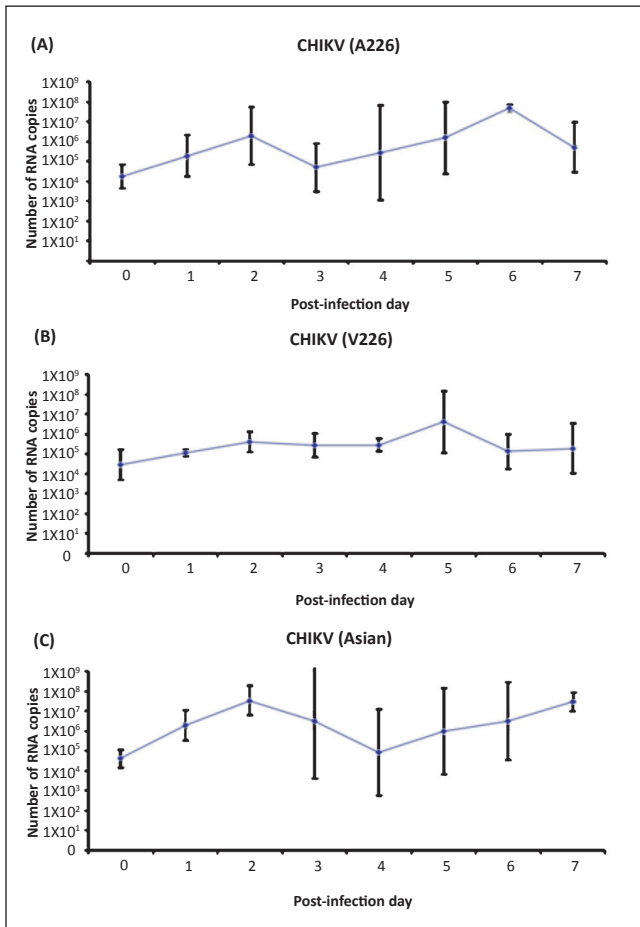 (A)
CHIKV (A226)
Number of RNA copies
1X10⁹
1X10⁸
1X10⁷
1X10⁶
1X10⁵
1X10⁴
1X10³
1X10²
1X10¹
0 1 2 3 4 5 6 7
Post-infection day
(B)
CHIKV (V226)
Number of RNA copies
1X10⁹
1X10⁸
1X10⁷
1X10⁶
1X10⁵
1X10⁴
1X10³
1X10²
1X10¹
0
0 1 2 3 4 5 6 7
Post-infection day
(C)
CHIKV (Asian)
Number of RNA copies
1X10⁹
1X10⁸
1X10⁷
1X10⁶
1X10⁵
1X10⁴
1X10³
1X10²
1X10¹
0
0 1 2 3 4 5 6 7
Post-infection day